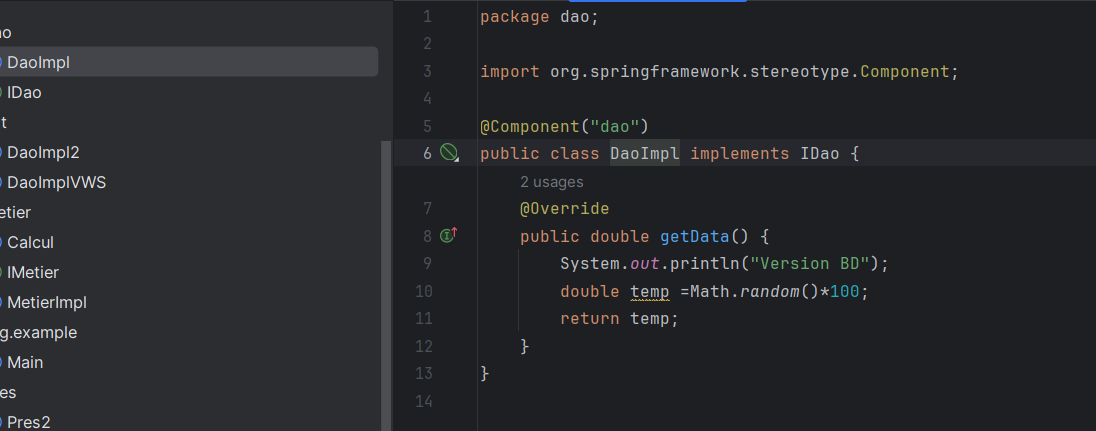 DaoImpl
IDao
DaoImpl2
DaoImplVWS
etier
Calcul
IMetier
MetierImpl
g.example
Main
es
Pres2
1 package dao;
2
3 import org.springframework.stereotype.Component;
4
5 @Component("dao")
6 public class DaoImpl implements IDao {
2 usages
7 @Override
8 public double getData() {
9 System.out.println("Version BD");
10 double temp =Math.random()*100;
11 return temp;
12 }
13 }
14